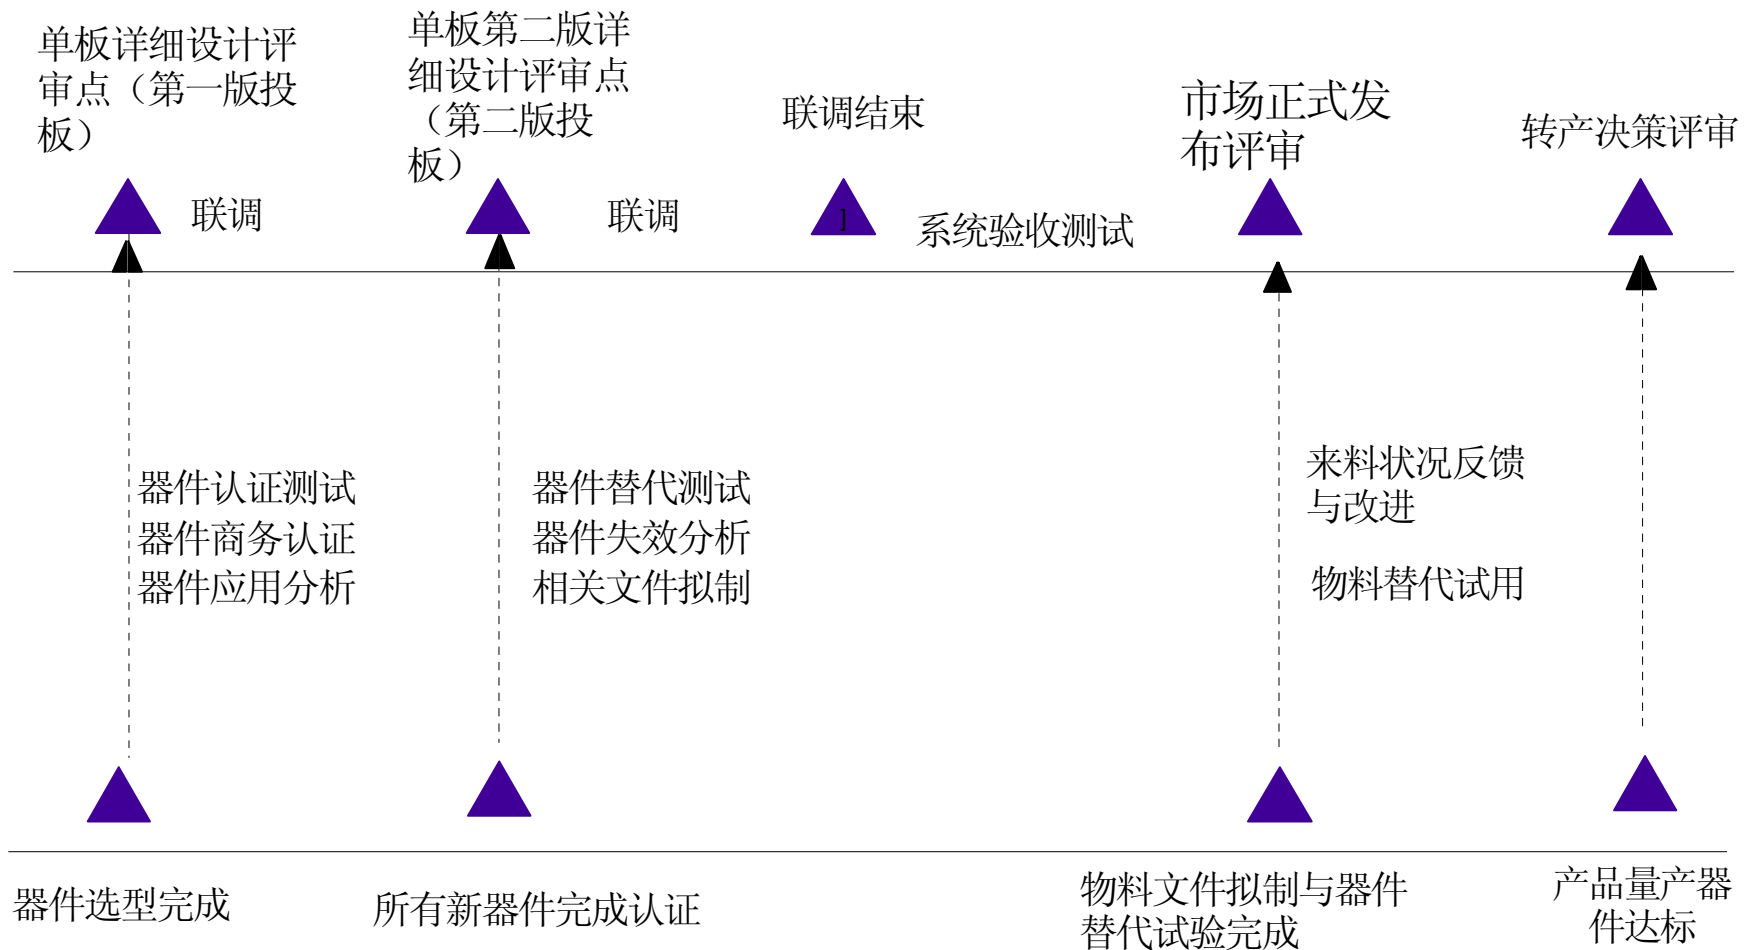 单板详细设计评
审点（第一版投
板）
单板第二版详
细设计评审点
（第二版投
板）
联调结束
市场正式发
布评审
转产决策评审
联调
联调
]
系统验收测试
器件认证测试
器件商务认证
器件应用分析
器件替代测试
器件失效分析
相关文件拟制
来料状况反馈
与改进
物料替代试用
器件选型完成
所有新器件完成认证
物料文件拟制与器件
替代试验完成
产品量产器
件达标